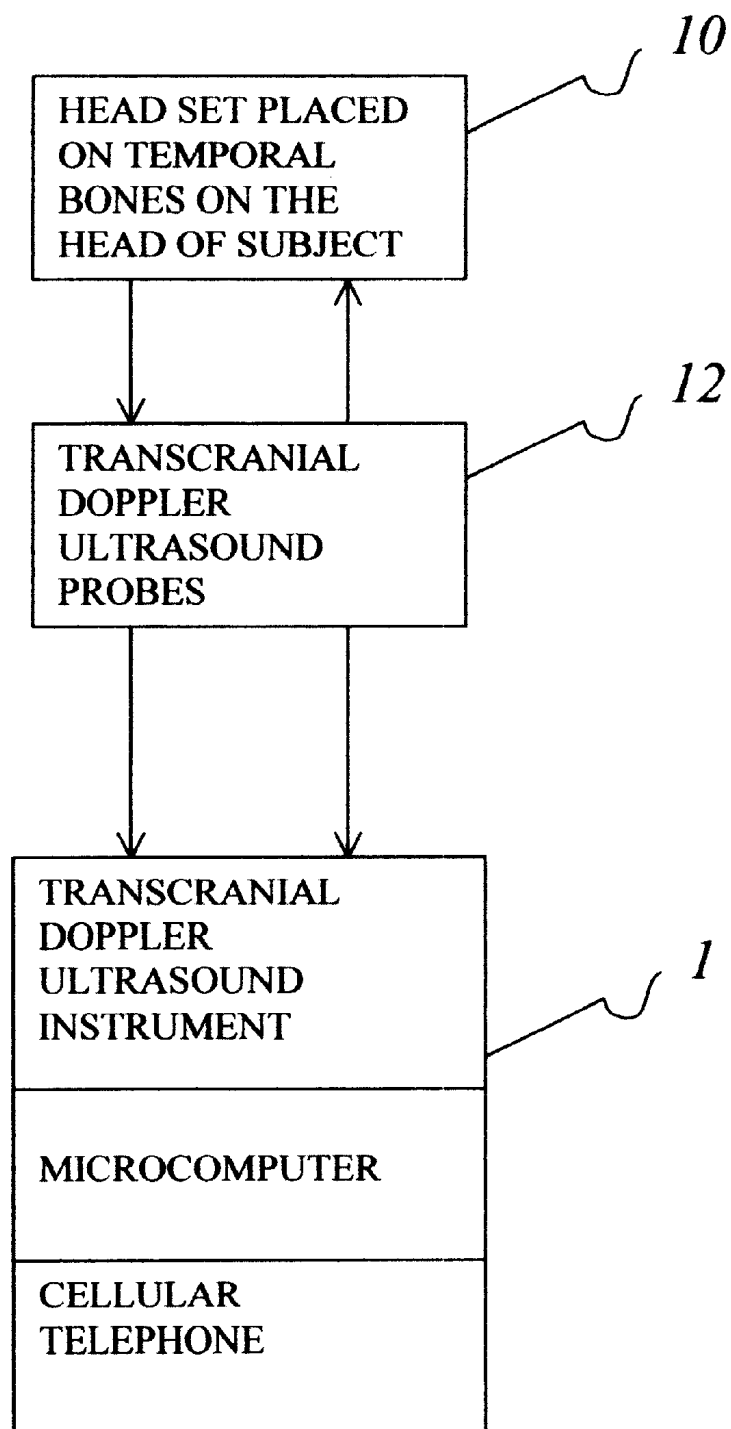 10
HEAD SET PLACED
ON TEMPORAL
BONES ON THE
HEAD OF SUBJECT
12
TRANSCRANIAL
DOPPLER
ULTRASOUND
PROBES
TRANSCRANIAL
DOPPLER
ULTRASOUND
INSTRUMENT
1
MICROCOMPUTER
CELLULAR
TELEPHONE